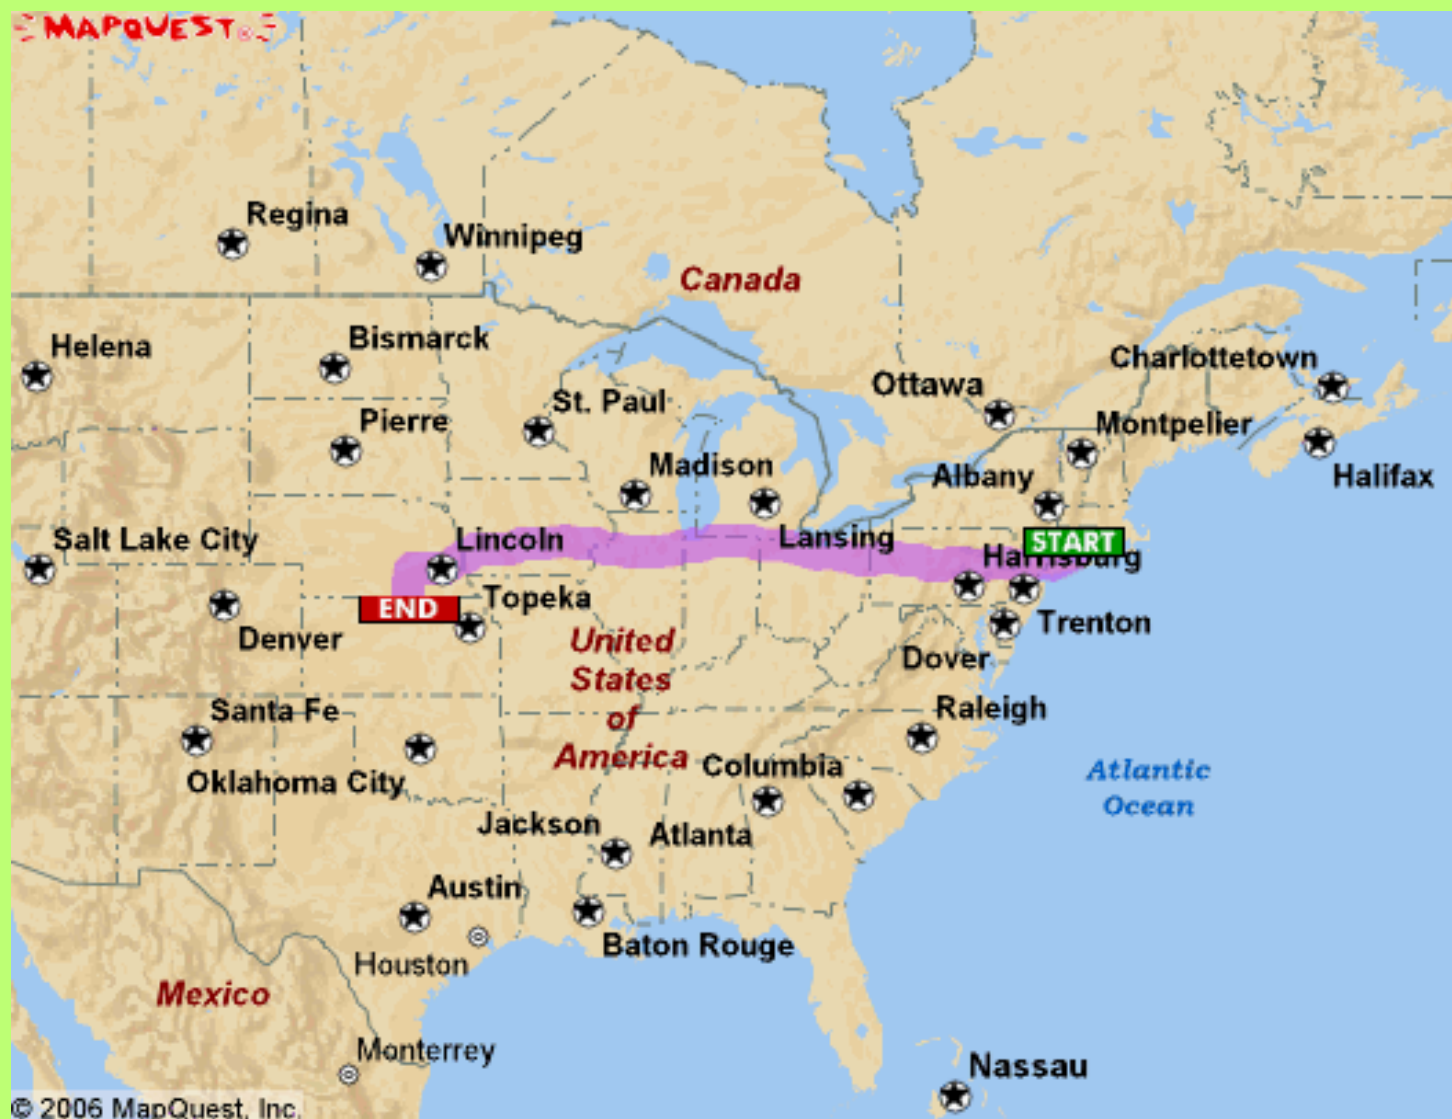 MAPQUEST®
Regina
Winnipeg
Canada
Helena
Bismarck
Charlottetown
Ottawa
St. Paul
Pierre
Montpelier
Madison
Albany
Halifax
Salt Lake City
Lincoln
Lansing
START
Harrisburg
END
Topeka
Denver
Trenton
United
States
of
America
Dover
Santa Fe
Raleigh
Oklahoma City
Columbia
Atlantic
Ocean
Jackson
Atlanta
Austin
Baton Rouge
Houston
Mexico
Monterrey
Nassau
© 2006 MapQuest, Inc.